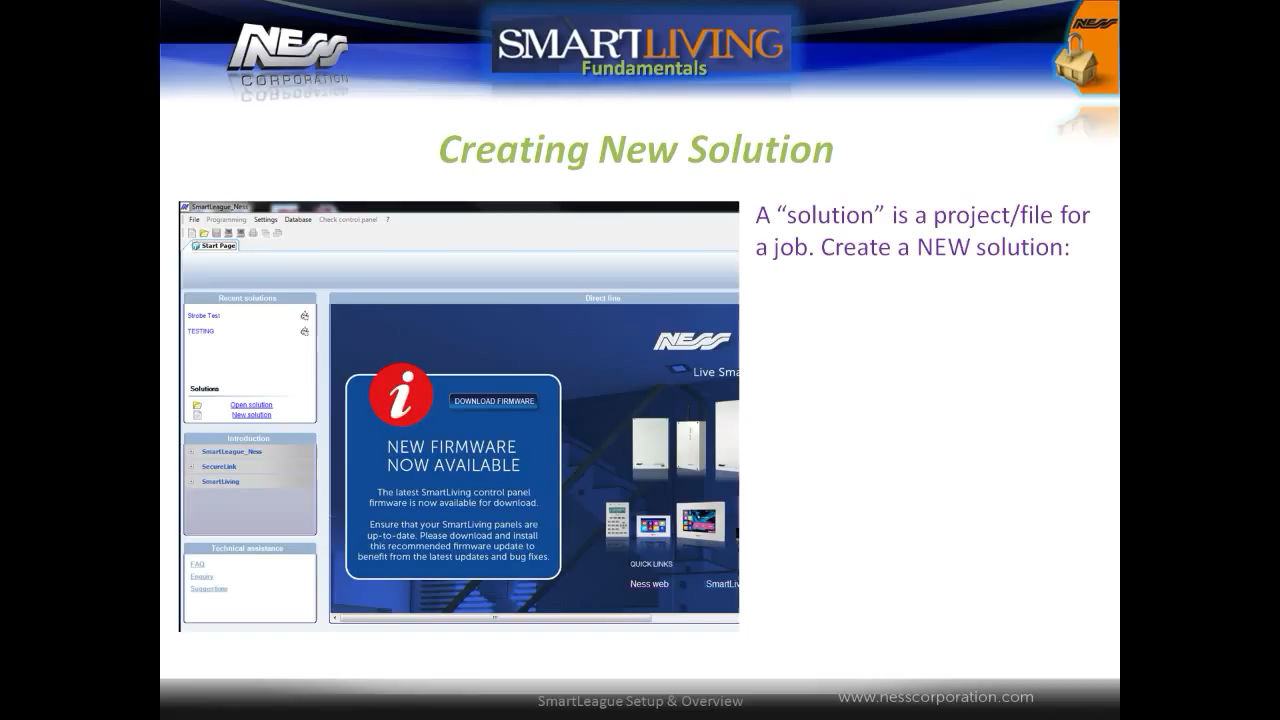 NESS
CORPORATION
SMARTLIVING
Fundamentals
NESS
Creating New Solution
SmartLeague_Ness
File Programming Settings Database Check control panel ?
Start Page
Recent solutions
Strobe Test
TESTING
Solutions
Open solution
New solution
Introduction
SmartLeague_Ness
SecureLink
SmartLiving
Technical assistance
FAQ
Enquiry
Suggestions
Direct line
NESS
Live Sma
i
DOWNLOAD FIRMWARE
NEW FIRMWARE
NOW AVAILABLE
The latest SmartLiving control panel
firmware is now available for download.
Ensure that your SmartLiving panels are
up-to-date. Please download and install
this recommended firmware update to
benefit from the latest updates and bug fixes.
QUICK LINKS
Ness web SmartLiv
A “solution” is a project/file for
a job. Create a NEW solution:
SmartLeague Setup & Overview
www.nesscorporation.com